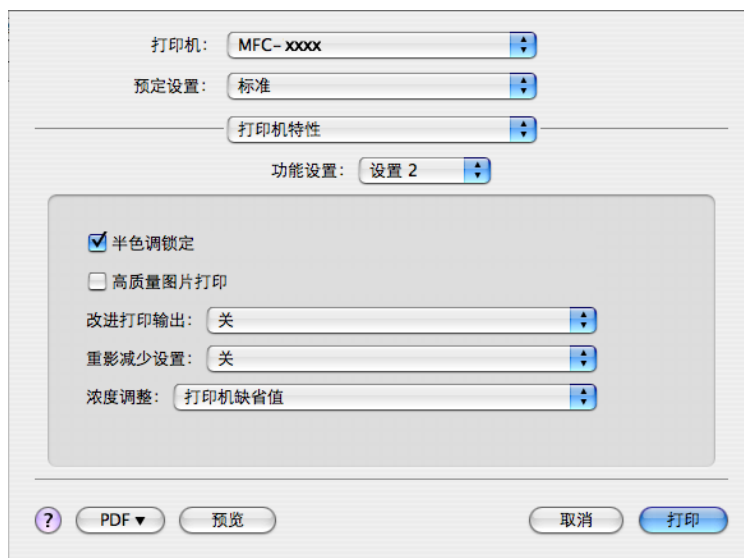 打印机: MFC-xxxx
预定设置: 标准
打印机特性
功能设置: 设置 2
半色调锁定
高质量图片打印
改进打印输出: 关
重影减少设置: 关
浓度调整: 打印机缺省值
? PDF▼ 预览 取消 打印